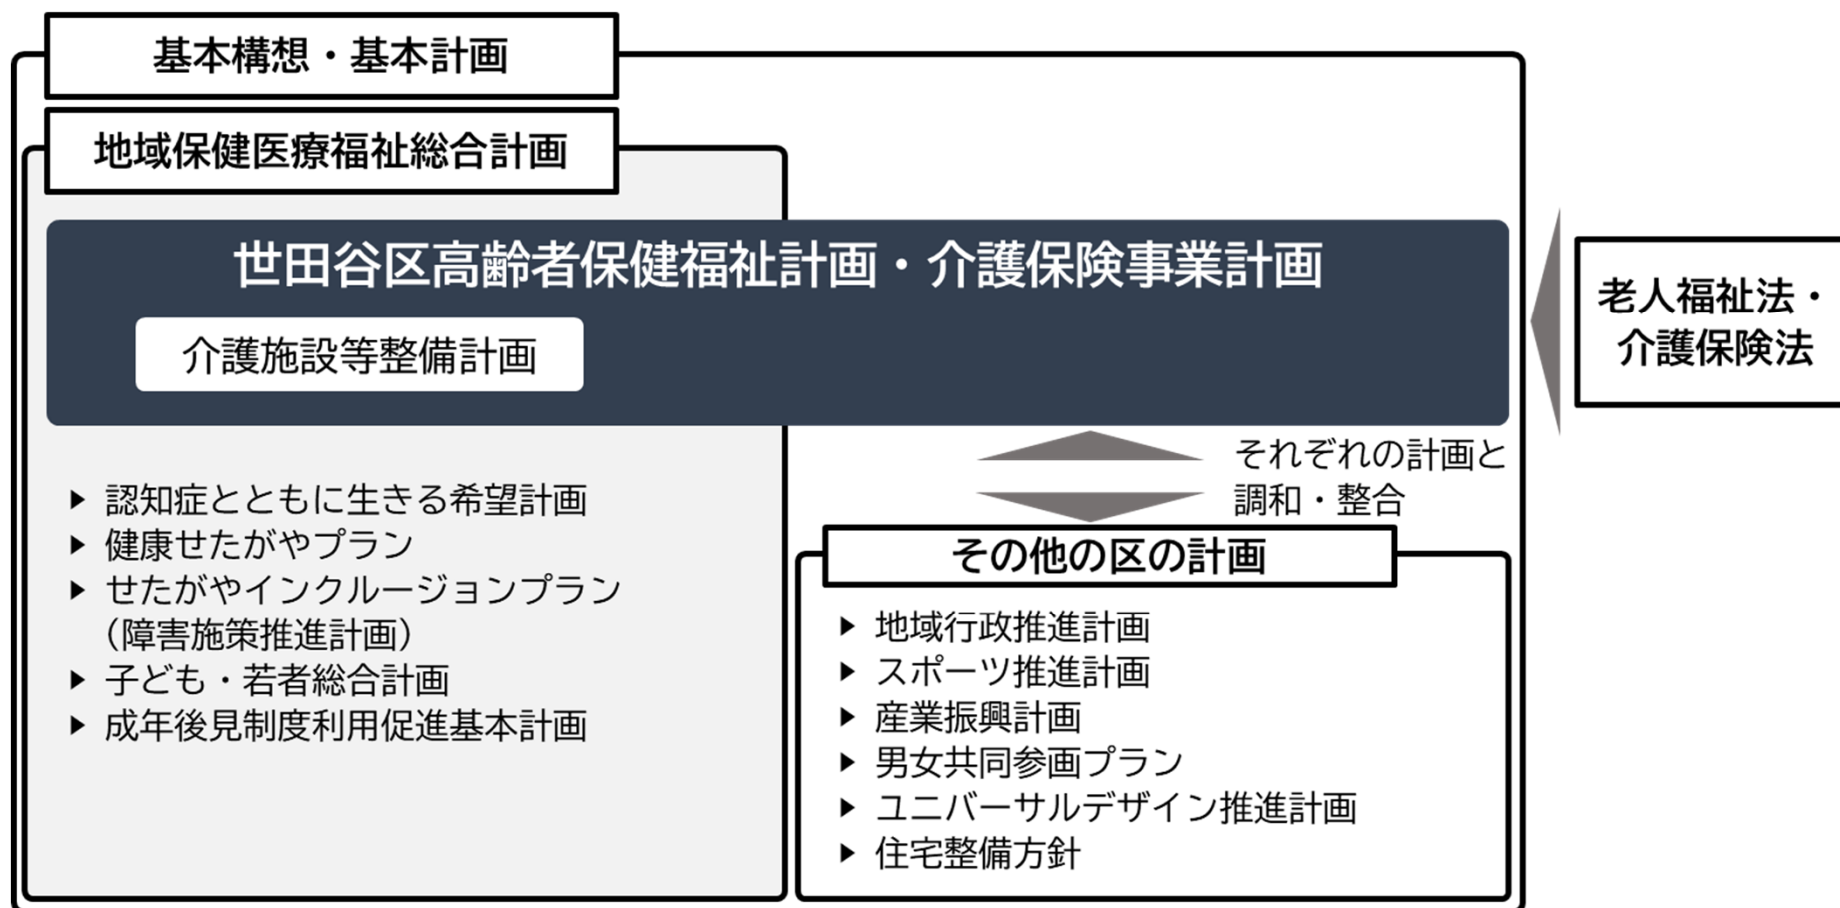 基本構想・基本計画
地域保健医療福祉総合計画
世田谷区高齢者保健福祉計画・介護保険事業計画
介護施設等整備計画
老人福祉法・
介護保険法
それぞれの計画と
調和・整合
▶ 認知症とともに生きる希望計画
▶ 健康せたがやプラン
▶ せたがやインクルージョンプラン
（障害施策推進計画）
▶ 子ども・若者総合計画
▶ 成年後見制度利用促進基本計画
その他の区の計画
▶ 地域行政推進計画
▶ スポーツ推進計画
▶ 産業振興計画
▶ 男女共同参画プラン
▶ ユニバーサルデザイン推進計画
▶ 住宅整備方針